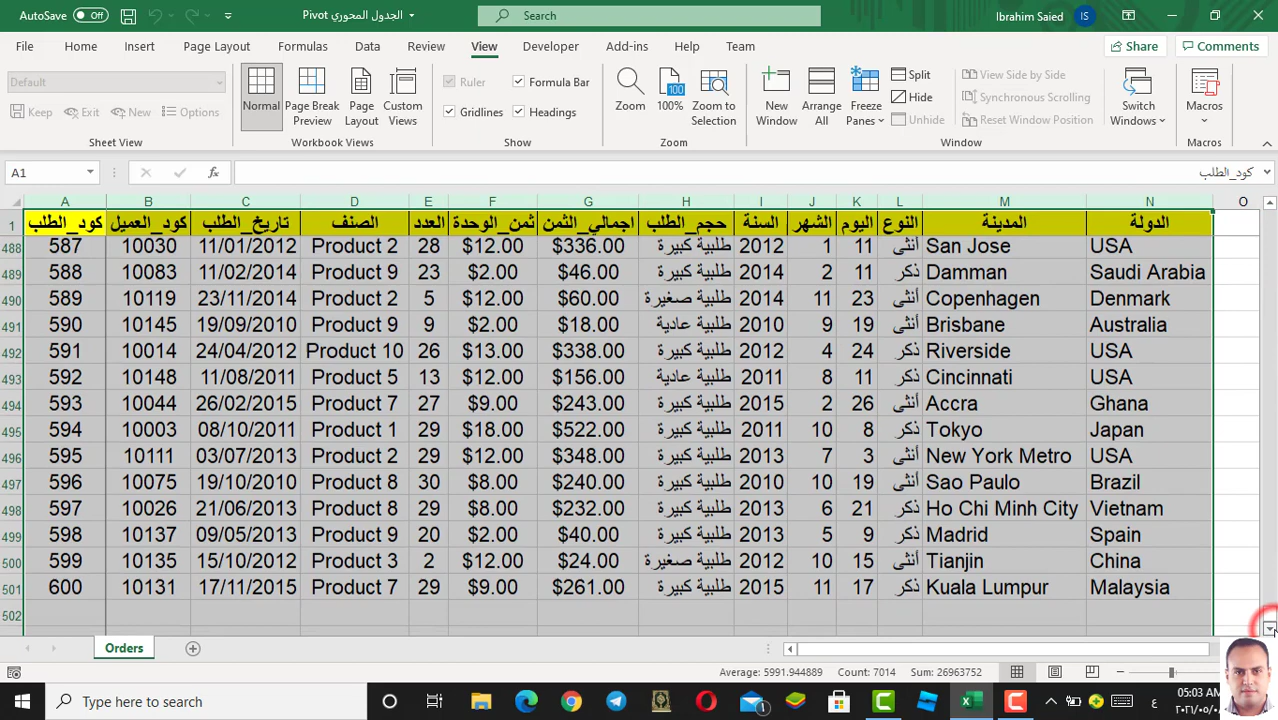 AutoSave Off Pivot الجدول المحوري Search Ibrahim Saied IS
File Home Insert Page Layout Formulas Data Review View Developer Add-ins Help Team Share Comments
Default
Keep Exit New Options
Sheet View
Normal Page Break Preview Page Layout Custom Views
Workbook Views
Ruler Formula Bar
Gridlines Headings
Show
Zoom 100% Zoom to Selection
Zoom
New Window Arrange All Freeze Panes
Split
Hide
Unhide
View Side by Side
Synchronous Scrolling
Reset Window Position
Switch Windows
Window
Macros
Macros
A1 fx كود_الطلب
A B C D E F G H I J K L M N O
1 كود_الطلب كود_العميل تاريخ_الطلب الصنف العدد ثمن_الوحدة اجمالي_الثمن حجم_الطلب السنة الشهر اليوم النوع المدينة الدولة
488 587 10030 11/01/2012 Product 2 28 $12.00 $336.00 طلبية كبيرة 2012 1 11 أنثى San Jose USA
489 588 10083 11/02/2014 Product 9 23 $2.00 $46.00 طلبية كبيرة 2014 2 11 ذكر Damman Saudi Arabia
490 589 10119 23/11/2014 Product 2 5 $12.00 $60.00 طلبية صغيرة 2014 11 23 أنثى Copenhagen Denmark
491 590 10145 19/09/2010 Product 9 9 $2.00 $18.00 طلبية عادية 2010 9 19 أنثى Brisbane Australia
492 591 10014 24/04/2012 Product 10 26 $13.00 $338.00 طلبية كبيرة 2012 4 24 ذكر Riverside USA
493 592 10148 11/08/2011 Product 5 13 $12.00 $156.00 طلبية عادية 2011 8 11 ذكر Cincinnati USA
494 593 10044 26/02/2015 Product 7 27 $9.00 $243.00 طلبية كبيرة 2015 2 26 أنثى Accra Ghana
495 594 10003 08/10/2011 Product 1 29 $18.00 $522.00 طلبية كبيرة 2011 10 8 ذكر Tokyo Japan
496 595 10111 03/07/2013 Product 2 29 $12.00 $348.00 طلبية كبيرة 2013 7 3 أنثى New York Metro USA
497 596 10075 19/10/2010 Product 8 30 $8.00 $240.00 طلبية كبيرة 2010 10 19 أنثى Sao Paulo Brazil
498 597 10026 21/06/2013 Product 8 29 $8.00 $232.00 طلبية كبيرة 2013 6 21 ذكر Ho Chi Minh City Vietnam
499 598 10137 09/05/2013 Product 9 20 $2.00 $40.00 طلبية كبيرة 2013 5 9 ذكر Madrid Spain
500 599 10135 15/10/2012 Product 3 2 $12.00 $24.00 طلبية صغيرة 2012 10 15 أنثى Tianjin China
501 600 10131 17/11/2015 Product 7 29 $9.00 $261.00 طلبية كبيرة 2015 11 17 ذكر Kuala Lumpur Malaysia
502
Orders
Average: 5991.944889 Count: 7014 Sum: 26963752
Type here to search 1 ع 05:03 AM